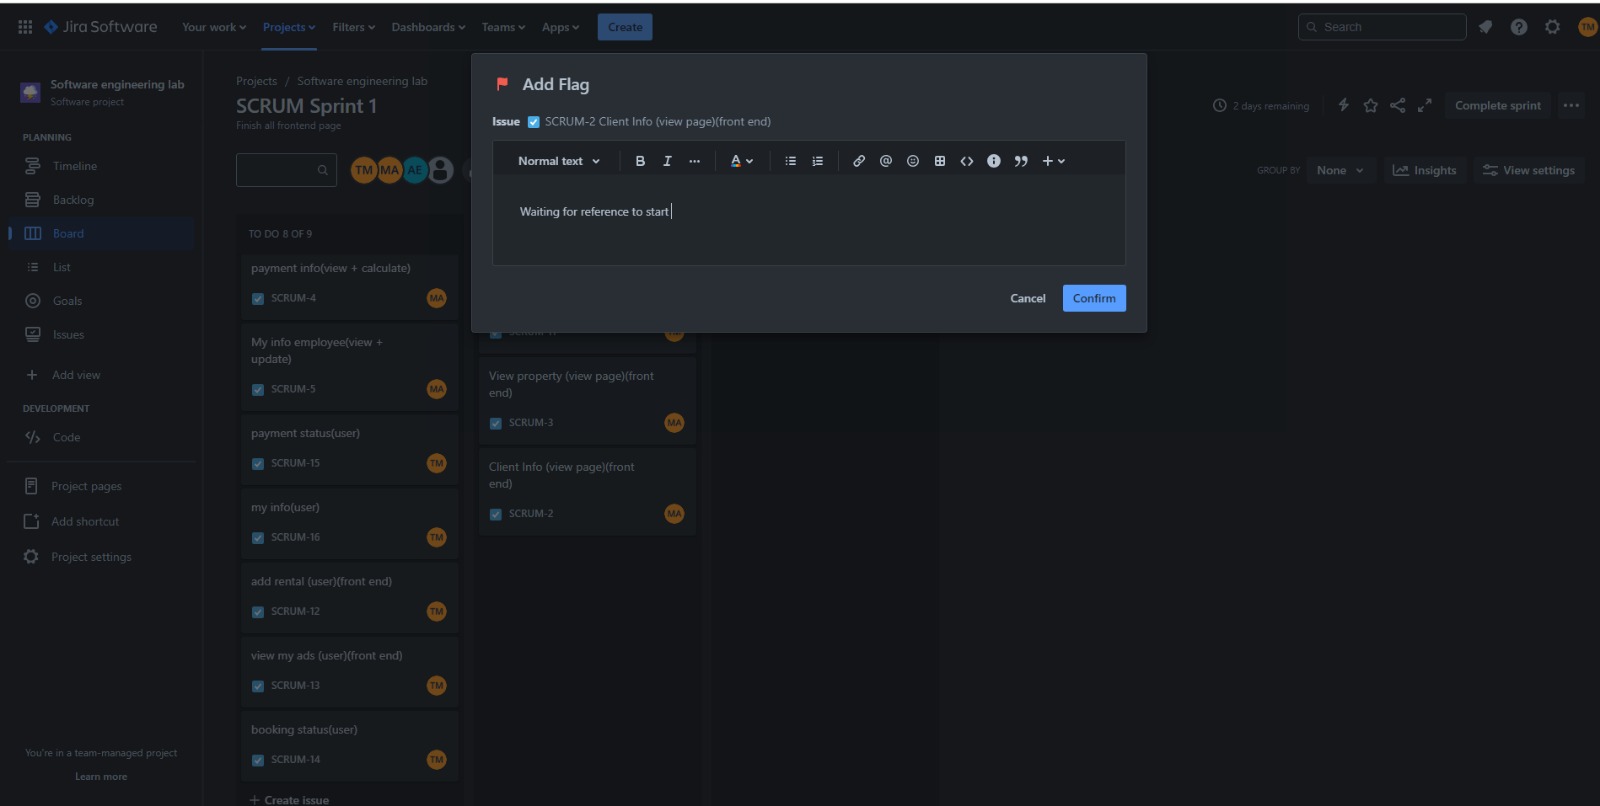 Jira Software
Your work
Projects
Filters
Dashboards
Teams
Apps
Create
Search
TM
Software engineering lab
Software project
PLANNING
Timeline
Backlog
Board
List
Goals
Issues
Add view
DEVELOPMENT
Code
Project pages
Add shortcut
Project settings
You're in a team-managed project
Learn more
Projects / Software engineering lab
SCRUM Sprint 1
Finish all frontend page
2 days remaining
Complete sprint
TM MA AE
GROUP BY
None
Insights
View settings
Add Flag
Issue SCRUM-2 Client Info (view page)(front end)
Normal text
B I A
Waiting for reference to start
Cancel
Confirm
TO DO 8 OF 9
payment info(view + calculate)
SCRUM-4
MA
My info employee(view +
update)
SCRUM-5
MA
payment status(user)
SCRUM-15
TM
my info(user)
SCRUM-16
TM
add rental (user)(front end)
SCRUM-12
TM
view my ads (user)(front end)
SCRUM-13
TM
booking status(user)
SCRUM-14
TM
+ Create issue
View property (view page)(front
end)
SCRUM-3
MA
Client Info (view page)(front
end)
SCRUM-2
MA